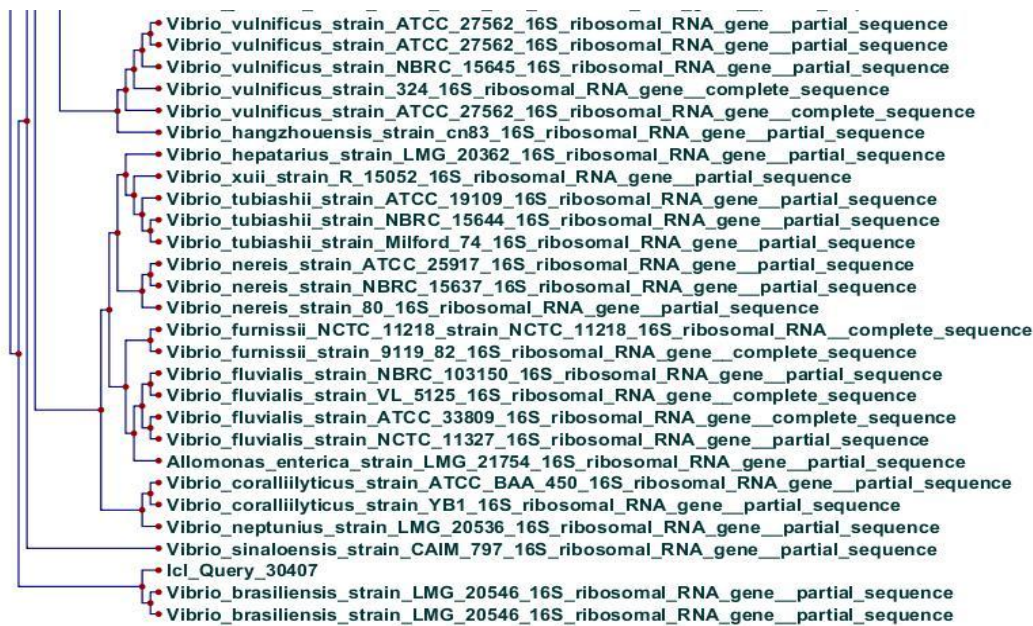 Vibrio_vulnificus_strain_ATCC_27562_16S_ribosomal_RNA_gene__partial_sequence
Vibrio_vulnificus_strain_ATCC_27562_16S_ribosomal_RNA_gene__partial_sequence
Vibrio_vulnificus_strain_NBRC_15645_16S_ribosomal_RNA_gene__partial_sequence
Vibrio_vulnificus_strain_324_16S_ribosomal_RNA_gene__complete_sequence
Vibrio_vulnificus_strain_ATCC_27562_16S_ribosomal_RNA_gene__complete_sequence
Vibrio_hangzhouensis_strain_cn83_16S_ribosomal_RNA_gene__partial_sequence
Vibrio_hepatarius_strain_LMG_20362_16S_ribosomal_RNA_gene__partial_sequence
Vibrio_xuii_strain_R_15052_16S_ribosomal_RNA_gene__partial_sequence
Vibrio_tubiashii_strain_ATCC_19109_16S_ribosomal_RNA_gene__partial_sequence
Vibrio_tubiashii_strain_NBRC_15644_16S_ribosomal_RNA_gene__partial_sequence
Vibrio_tubiashii_strain_Milford_74_16S_ribosomal_RNA_gene__partial_sequence
Vibrio_nereis_strain_ATCC_25917_16S_ribosomal_RNA_gene__partial_sequence
Vibrio_nereis_strain_NBRC_15637_16S_ribosomal_RNA_gene__partial_sequence
Vibrio_nereis_strain_80_16S_ribosomal_RNA_gene__partial_sequence
Vibrio_furnissii_NCTC_11218_strain_NCTC_11218_16S_ribosomal_RNA__complete_sequence
Vibrio_furnissii_strain_9119_82_16S_ribosomal_RNA_gene__complete_sequence
Vibrio_fluvialis_strain_NBRC_103150_16S_ribosomal_RNA_gene__partial_sequence
Vibrio_fluvialis_strain_VL_5125_16S_ribosomal_RNA_gene__complete_sequence
Vibrio_fluvialis_strain_ATCC_33809_16S_ribosomal_RNA_gene__complete_sequence
Vibrio_fluvialis_strain_NCTC_11327_16S_ribosomal_RNA_gene__partial_sequence
Allomonas_enterica_strain_LMG_21754_16S_ribosomal_RNA_gene__partial_sequence
Vibrio_coralliilyticus_strain_ATCC_BAA_450_16S_ribosomal_RNA_gene__partial_sequence
Vibrio_coralliilyticus_strain_YB1_16S_ribosomal_RNA_gene__partial_sequence
Vibrio_neptunius_strain_LMG_20536_16S_ribosomal_RNA_gene__partial_sequence
Vibrio_sinaloensis_strain_CAIM_797_16S_ribosomal_RNA_gene__partial_sequence
lcl_Query_30407
Vibrio_brasiliensis_strain_LMG_20546_16S_ribosomal_RNA_gene__partial_sequence
Vibrio_brasiliensis_strain_LMG_20546_16S_ribosomal_RNA_gene__partial_sequence